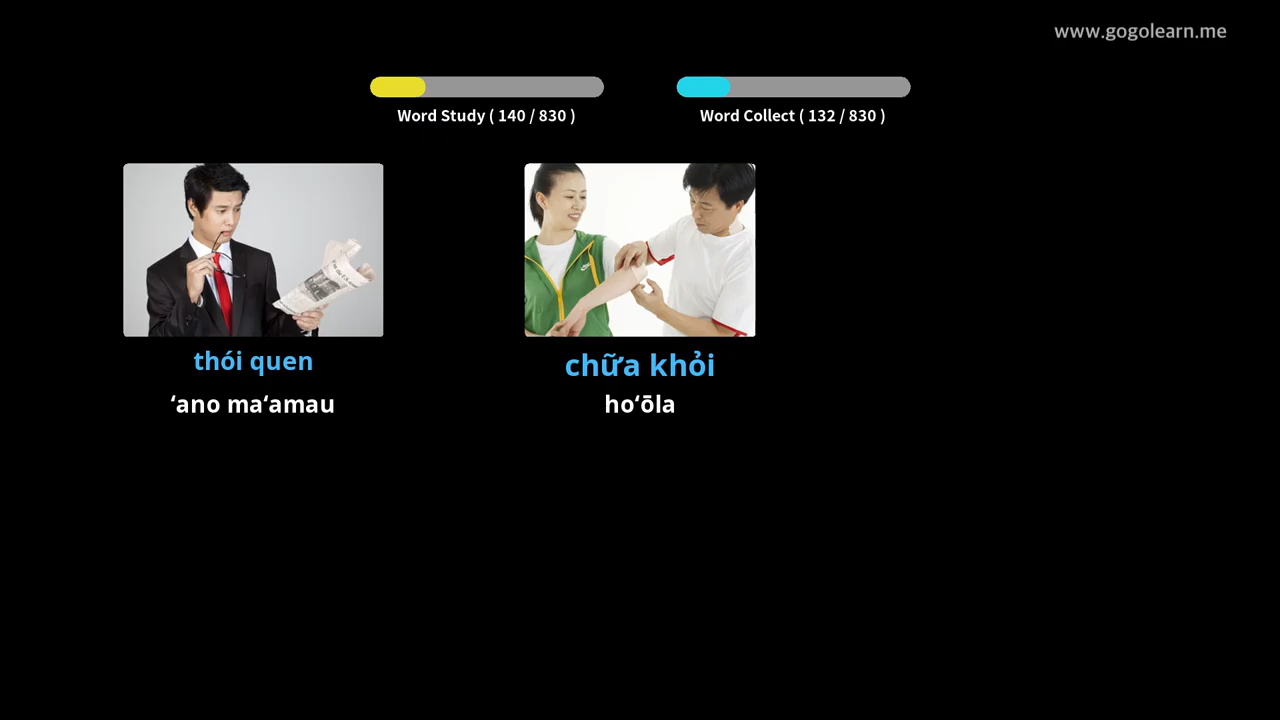 www.gogolearn.me
Word Study ( 140 / 830 )
Word Collect ( 132 / 830 )
thói quen
ʻano maʻamau
chữa khỏi
hoʻōla